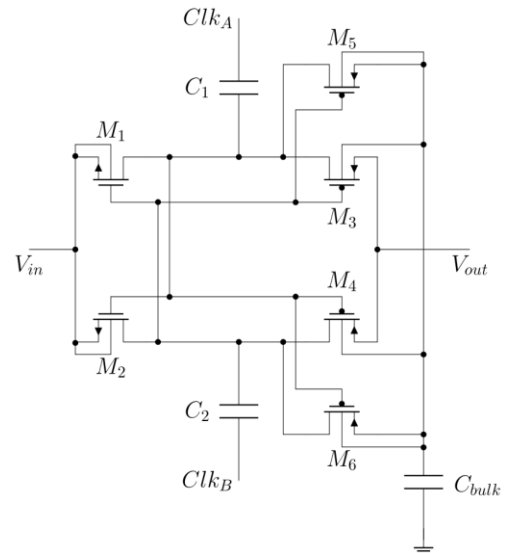 Clk_A
M_5
C_1
M_1
M_3
V_in
V_out
M_4
M_2
C_2
M_6
Clk_B
C_bulk